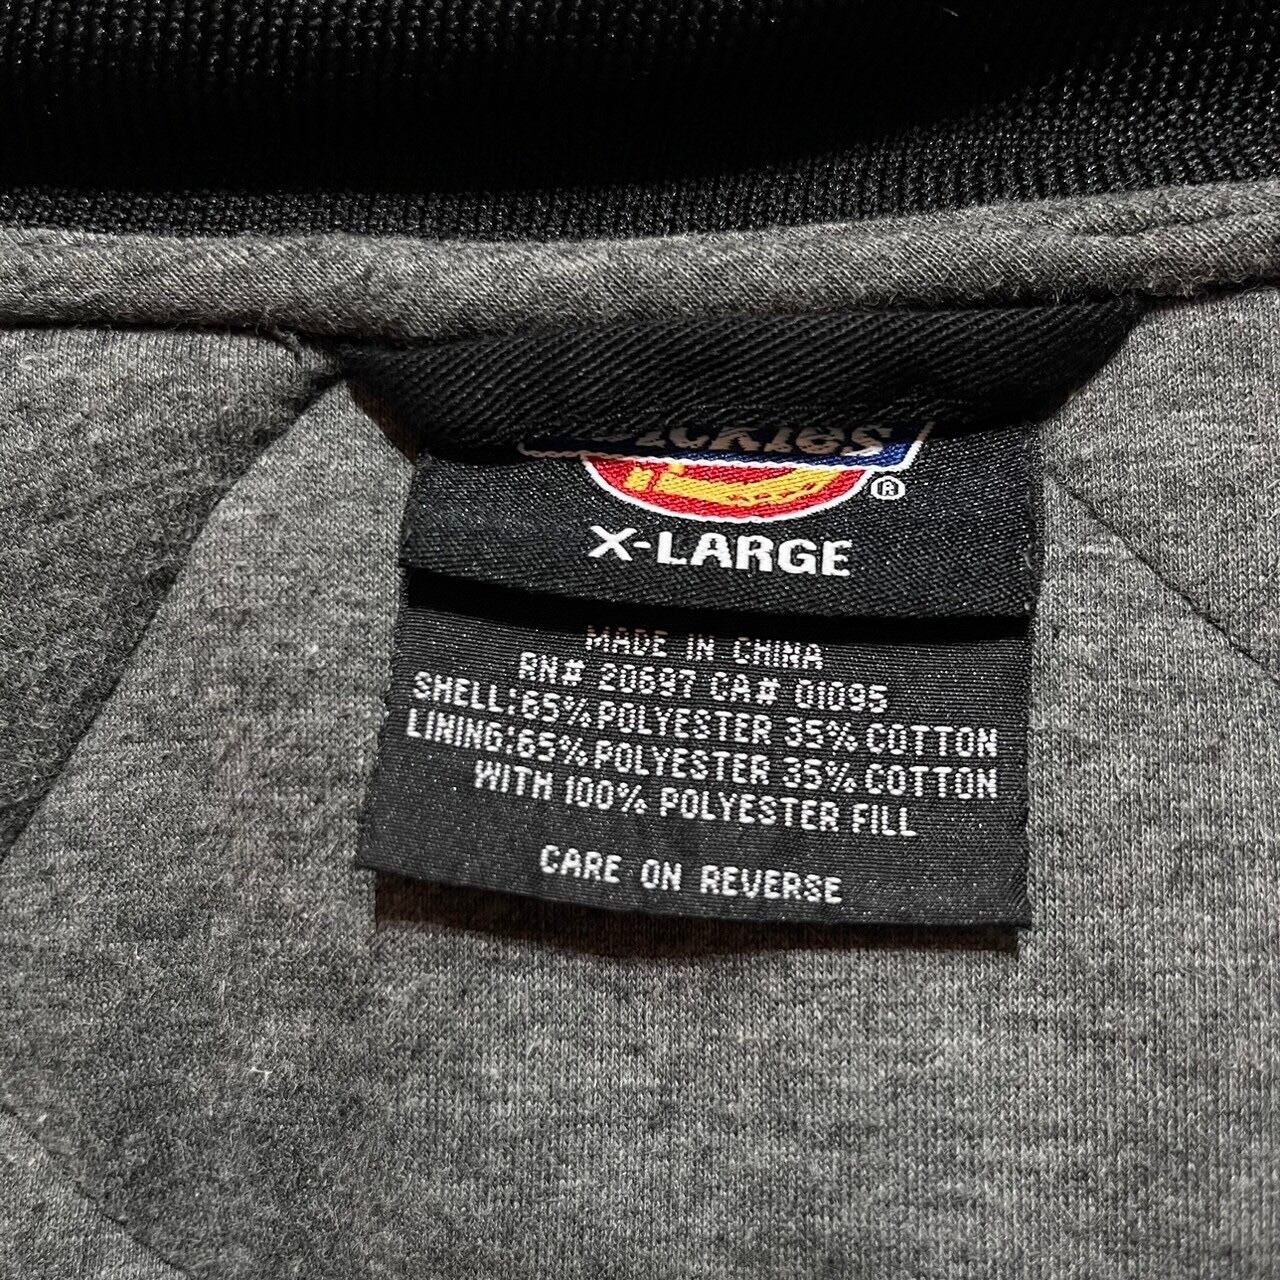 Dickies
®
X-LARGE
MADE IN CHINA
RN# 20697 CA# 01095
SHELL:65%POLYESTER 35% COTTON
LINING:65%POLYESTER 35% COTTON
WITH 100% POLYESTER FILL
CARE ON REVERSE